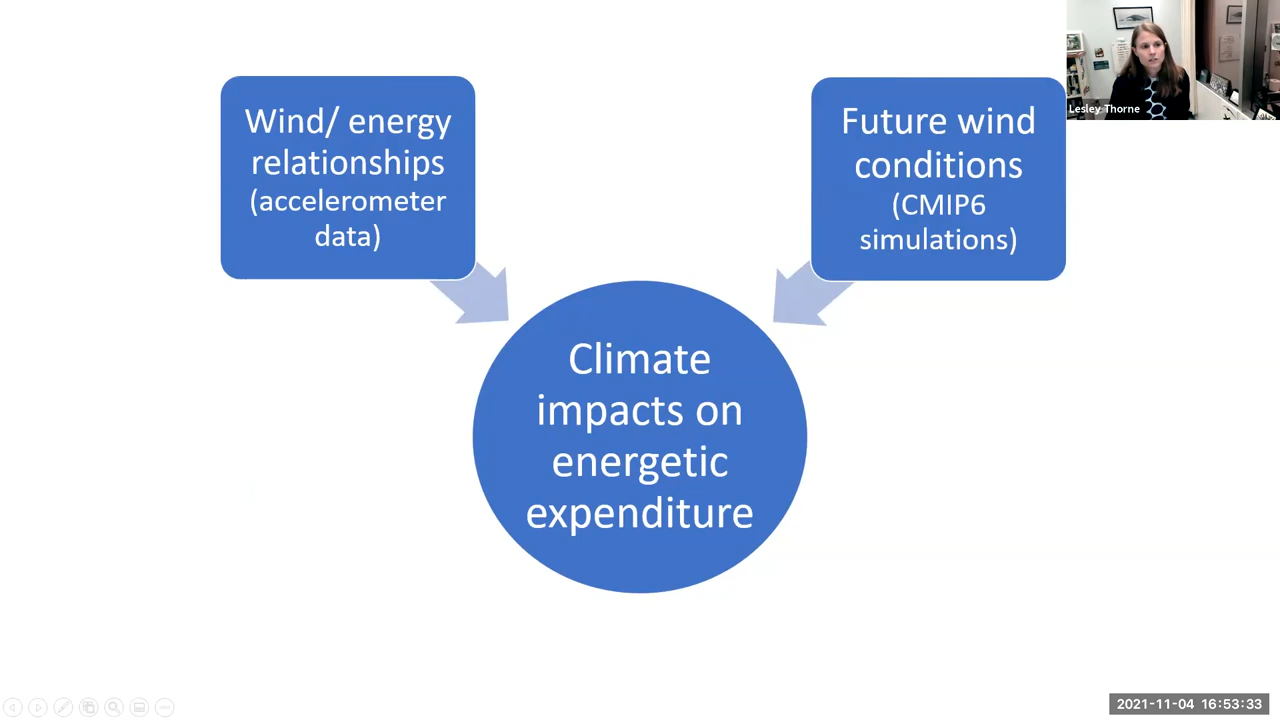 Wind/ energy
relationships
(accelerometer
data)
Future wind
conditions
(CMIP6
simulations)
Lesley Thorne
Climate
impacts on
energetic
expenditure
2021-11-04 16:53:33